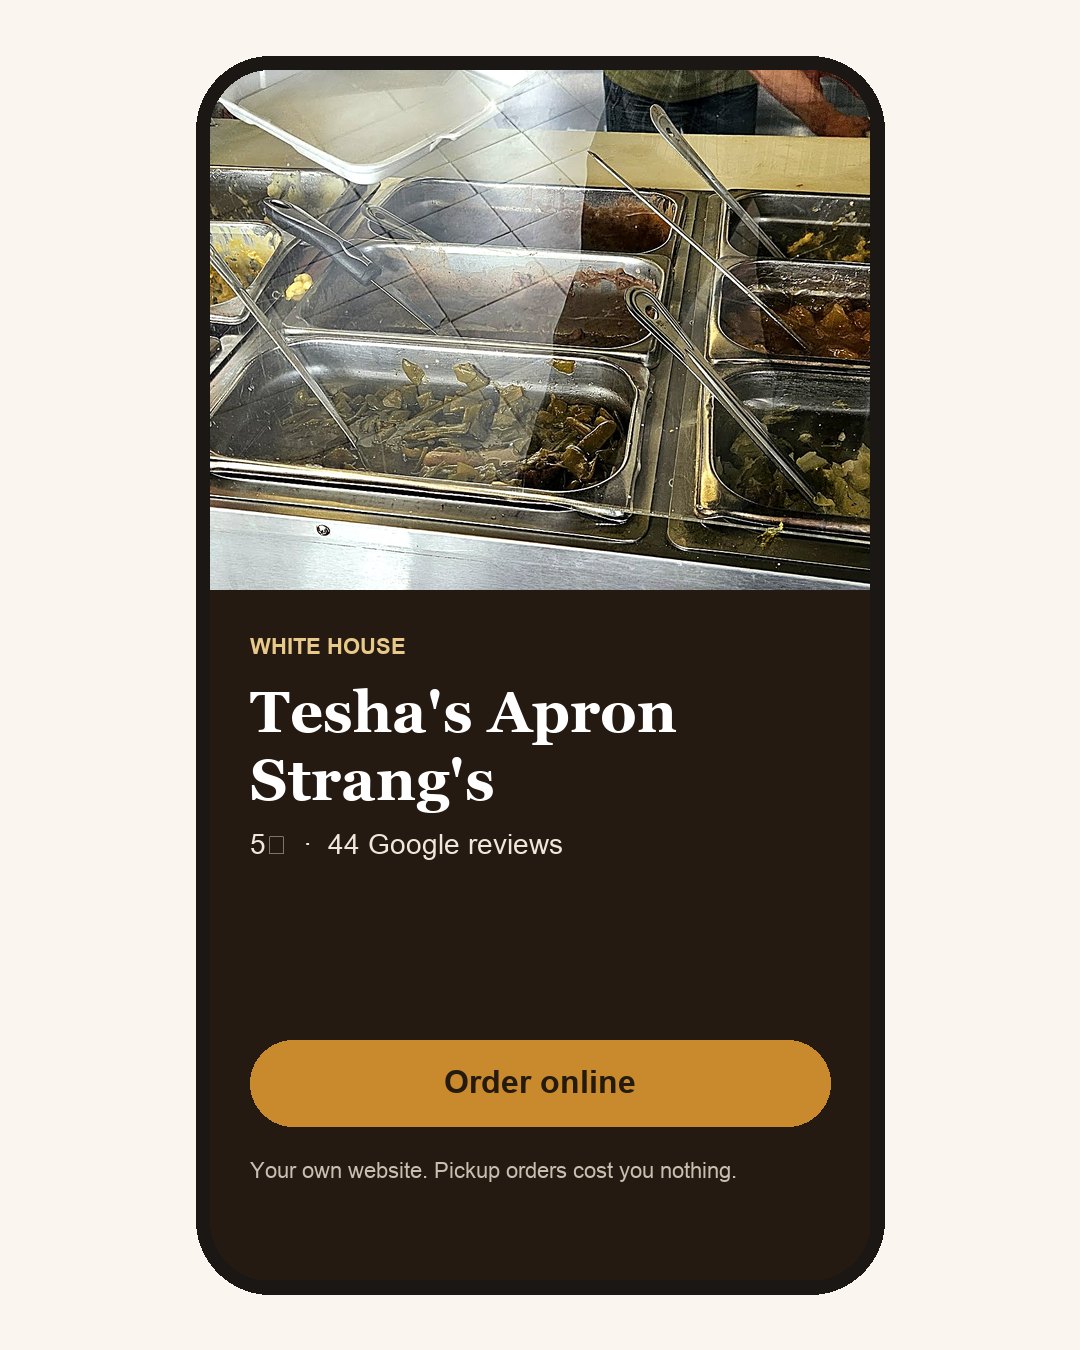 WHITE HOUSE
Tesha's Apron
Strang's
5□ · 44 Google reviews
Order online
Your own website. Pickup orders cost you nothing.